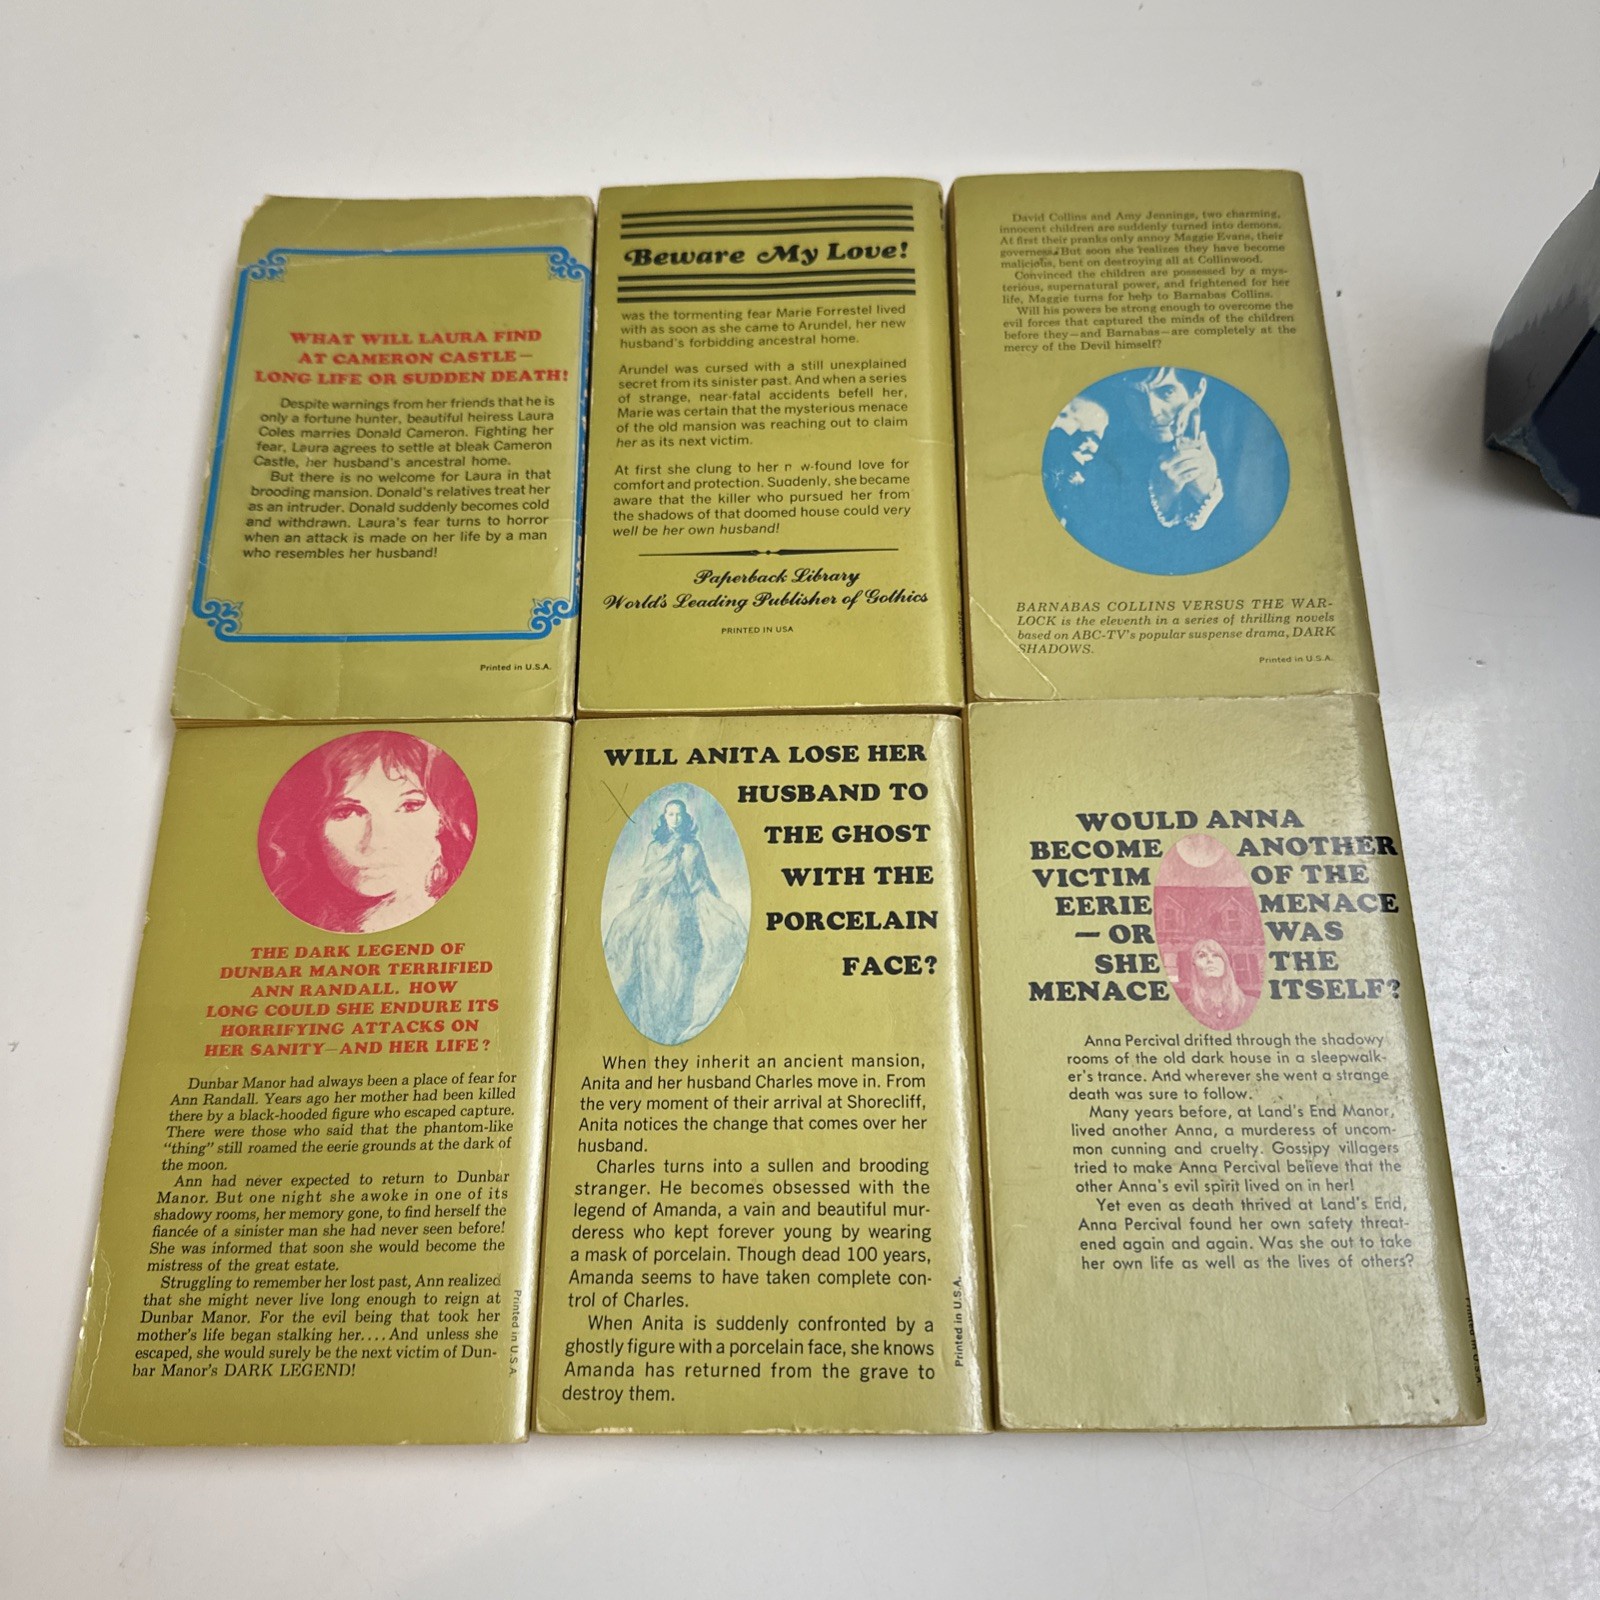 WHAT WILL LAURA FIND
AT CAMERON CASTLE—
LONG LIFE OR SUDDEN DEATH!
Despite warnings from her friends that he is
only a fortune hunter, beautiful heiress Laura
Coles marries Donald Cameron. Fighting her
fear, Laura agrees to settle at bleak Cameron
Castle, her husband's ancestral home.
But there is no welcome for Laura in that
brooding mansion. Donald's relatives treat her
as an intruder. Donald suddenly becomes cold
and withdrawn. Laura's fear turns to horror
when an attack is made on her life by a man
who resembles her husband!
Printed in U.S.A.
Beware My Love!
was the tormenting fear Marie Forrestel lived
with as soon as she came to Arundel, her new
husband's forbidding ancestral home.
Arundel was cursed with a still unexplained
secret from its sinister past. And when a series
of strange, near-fatal accidents befell her,
Marie was certain that the mysterious menace
of the old mansion was reaching out to claim
her as its next victim.
At first she clung to her n w-found love for
comfort and protection. Suddenly, she became
aware that the killer who pursued her from
the shadows of that doomed house could very
well be her own husband!
Paperback Library
World's Leading Publisher of Gothics
PRINTED IN USA
David Collins and Amy Jennings, two charming,
innocent children are suddenly turned into demons.
At first their pranks only annoy Maggie Evans, their
governess. But soon she realizes they have become
malicious, bent on destroying all at Collinwood.
Convinced the children are possessed by a mys-
terious, supernatural power, and frightened for her
life, Maggie turns for help to Barnabas Collins.
Will his powers be strong enough to overcome the
evil forces that captured the minds of the children
before they—and Barnabas—are completely at the
mercy of the Devil himself?
BARNABAS COLLINS VERSUS THE WAR-
LOCK is the eleventh in a series of thrilling novels
based on ABC-TV's popular suspense drama, DARK
SHADOWS.
Printed in U.S.A.
THE DARK LEGEND OF
DUNBAR MANOR TERRIFIED
ANN RANDALL. HOW
LONG COULD SHE ENDURE ITS
HORRIFYING ATTACKS ON
HER SANITY—AND HER LIFE?
Dunbar Manor had always been a place of fear for
Ann Randall. Years ago her mother had been killed
there by a black-hooded figure who escaped capture.
There were those who said that the phantom-like
"thing" still roamed the eerie grounds at the dark of
the moon.
Ann had never expected to return to Dunbar
Manor. But one night she awoke in one of its
shadowy rooms, her memory gone, to find herself the
fiancée of a sinister man she had never seen before!
She was informed that soon she would become the
mistress of the great estate.
Struggling to remember her lost past, Ann realized
that she might never live long enough to reign at
Dunbar Manor. For the evil being that took her
mother's life began stalking her.... And unless she
escaped, she would surely be the next victim of Dun-
bar Manor's DARK LEGEND!
Printed in U.S.A.
WILL ANITA LOSE HER
HUSBAND TO
THE GHOST
WITH THE
PORCELAIN
FACE?
When they inherit an ancient mansion,
Anita and her husband Charles move in. From
the very moment of their arrival at Shorecliff,
Anita notices the change that comes over her
husband.
Charles turns into a sullen and brooding
stranger. He becomes obsessed with the
legend of Amanda, a vain and beautiful mur-
deress who kept forever young by wearing
a mask of porcelain. Though dead 100 years,
Amanda seems to have taken complete con-
trol of Charles.
When Anita is suddenly confronted by a
ghostly figure with a porcelain face, she knows
Amanda has returned from the grave to
destroy them.
Printed in U.S.A.
WOULD ANNA
BECOME ANOTHER
VICTIM OF THE
EERIE MENACE
— OR WAS
SHE THE
MENACE ITSELF?
Anna Percival drifted through the shadowy
rooms of the old dark house in a sleepwalk-
er's trance. And wherever she went a strange
death was sure to follow.
Many years before, at Land's End Manor,
lived another Anna, a murderess of uncom-
mon cunning and cruelty. Gossipy villagers
tried to make Anna Percival believe that the
other Anna's evil spirit lived on in her!
Yet even as death thrived at Land's End,
Anna Percival found her own safety threat-
ened again and again. Was she out to take
her own life as well as the lives of others?